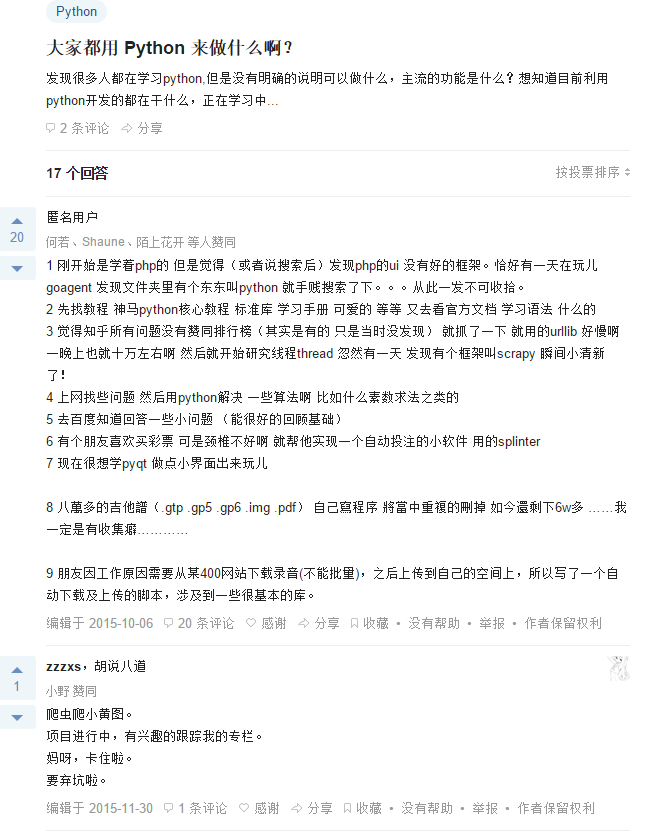 Python
大家都用 Python 来做什么啊？
发现很多人都在学习python,但是没有明确的说明可以做什么，主流的功能是什么？想知道目前利用
python开发的都在干什么，正在学习中...
2 条评论 分享
17 个回答
按投票排序
20
匿名用户
何若、Shaune、陌上花开 等人赞同
1 刚开始是学着php的 但是觉得（或者说搜索后）发现php的ui 没有好的框架。恰好有一天在玩儿
goagent 发现文件夹里有个东东叫python 就手贱搜索了下。。。从此一发不可收拾。
2 先找教程 神马python核心教程 标准库 学习手册 可爱的 等等 又去看官方文档 学习语法 什么的
3 觉得知乎所有问题没有赞同排行榜（其实是有的 只是当时没发现） 就抓了一下 就用的urllib 好慢啊
一晚上也就十万左右啊 然后就开始研究线程thread 忽然有一天 发现有个框架叫scrapy 瞬间小清新
了！
4 上网找些问题 然后用python解决 一些算法啊 比如什么素数求法之类的
5 去百度知道回答一些小问题 （能很好的回顾基础）
6 有个朋友喜欢买彩票 可是颈椎不好啊 就帮他实现一个自动投注的小软件 用的splinter
7 现在很想学pyqt 做点小界面出来玩儿
8 八萬多的吉他譜（.gtp .gp5 .gp6 .img .pdf） 自己寫程序 將當中重複的刪掉 如今還剩下6w多 ……我
一定是有收集癖…………
9 朋友因工作原因需要从某400网站下载录音(不能批量)，之后上传到自己的空间上，所以写了一个自
动下载及上传的脚本，涉及到一些很基本的库。
编辑于 2015-10-06 20 条评论 感谢 分享 收藏 • 没有帮助 • 举报 • 作者保留权利
1
zzzxs，胡说八道
小野 赞同
爬虫爬小黄图。
项目进行中，有兴趣的跟踪我的专栏。
妈呀，卡住啦。
要弃坑啦。
编辑于 2015-11-30 1 条评论 感谢 分享 收藏 • 没有帮助 • 举报 • 作者保留权利